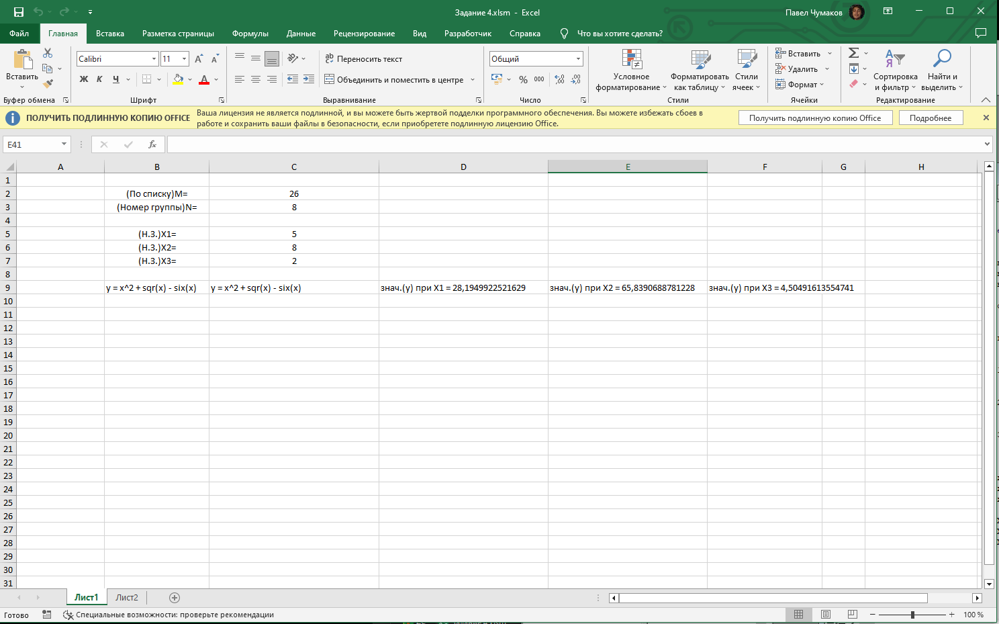 Задание 4.xlsm - Excel
Павел Чумаков
Файл Главная Вставка Разметка страницы Формулы Данные Рецензирование Вид Разработчик Справка Что вы хотите сделать?
Вставить
Буфер обмена
Calibri 11
Ж К Ч
Шрифт
Переносить текст
Объединить и поместить в центре
Выравнивание
Общий
% 000
Число
Условное форматирование
Форматировать как таблицу
Стили ячеек
Стили
Вставить
Удалить
Формат
Ячейки
Сортировка и фильтр
Найти и выделить
Редактирование
ПОЛУЧИТЬ ПОДЛИННУЮ КОПИЮ OFFICE
Ваша лицензия не является подлинной, и вы можете быть жертвой подделки программного обеспечения. Вы можете избежать сбоев в
работе и сохранить ваши файлы в безопасности, если приобретете подлинную лицензию Office.
Получить подлинную копию Office
Подробнее
E41 fx
A B C D E F G H
1
2 (По списку)M= 26
3 (Номер группы)N= 8
4
5 (Н.З.)X1= 5
6 (Н.З.)X2= 8
7 (Н.З.)X3= 2
8
9 y = x^2 + sqr(x) - six(x) y = x^2 + sqr(x) - six(x) знач.(y) при X1 = 28,1949922521629 знач.(y) при X2 = 65,8390688781228 знач.(y) при X3 = 4,50491613554741
10
11
12
13
14
15
16
17
18
19
20
21
22
23
24
25
26
27
28
29
30
31
Лист1 Лист2
Готово Специальные возможности: проверьте рекомендации 100 %